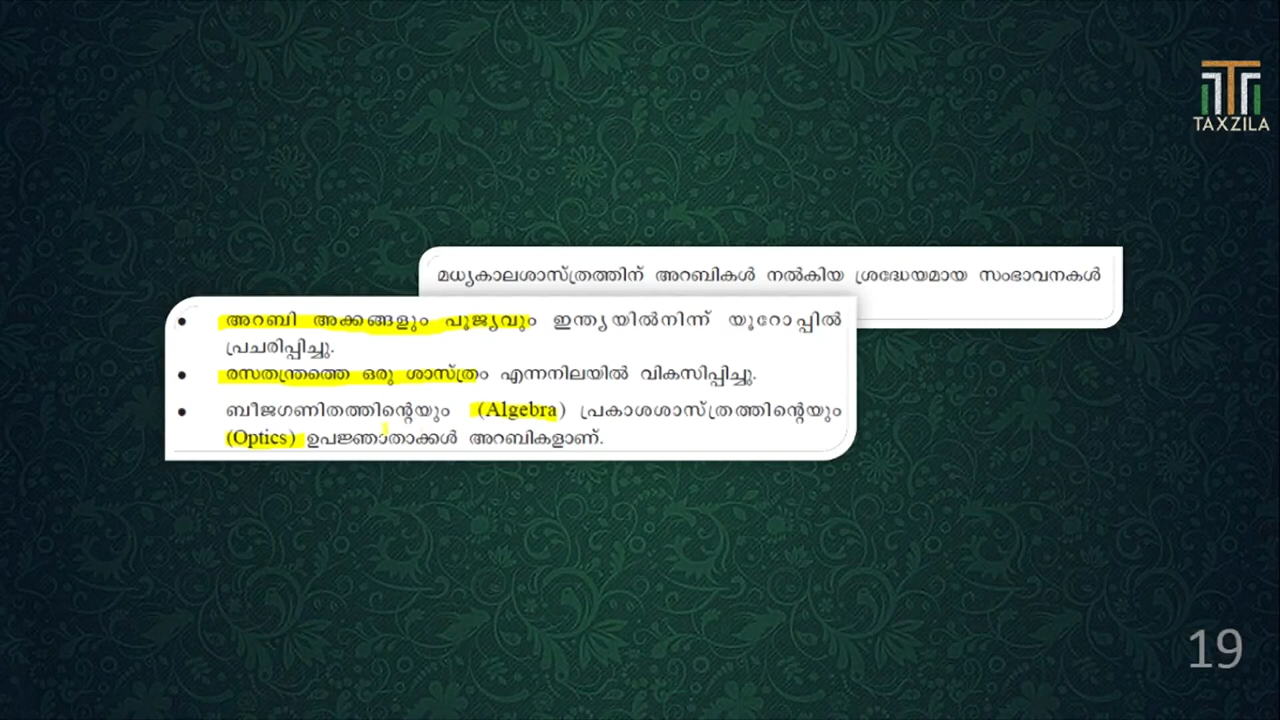 TAXZILA
മധ്യകാലശാസ്ത്രത്തിന് അറബികൾ നൽകിയ ശ്രദ്ധേയമായ സംഭാവനകൾ
• അറബി അക്കങ്ങളും പൂജ്യവും ഇന്ത്യയിൽനിന്ന് യൂറോപ്പിൽ
പ്രചരിപ്പിച്ചു.
• രസതന്ത്രത്തെ ഒരു ശാസ്ത്രം എന്നനിലയിൽ വികസിപ്പിച്ചു.
• ബീജഗണിതത്തിന്റെയും (Algebra) പ്രകാശശാസ്ത്രത്തിന്റെയും
(Optics) ഉപജ്ഞാതാക്കൾ അറബികളാണ്.
19